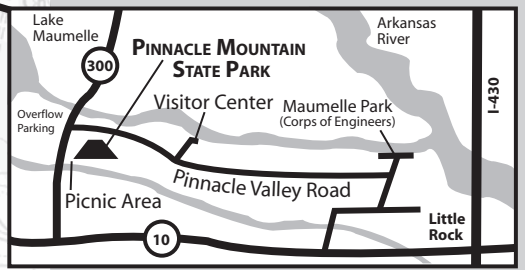 Lake
Maumelle
300
PINNACLE MOUNTAIN
STATE PARK
Arkansas
River
I-430
Overflow
Parking
Visitor Center
Maumelle Park
(Corps of Engineers)
Pinnacle Valley Road
Picnic Area
10
Little
Rock